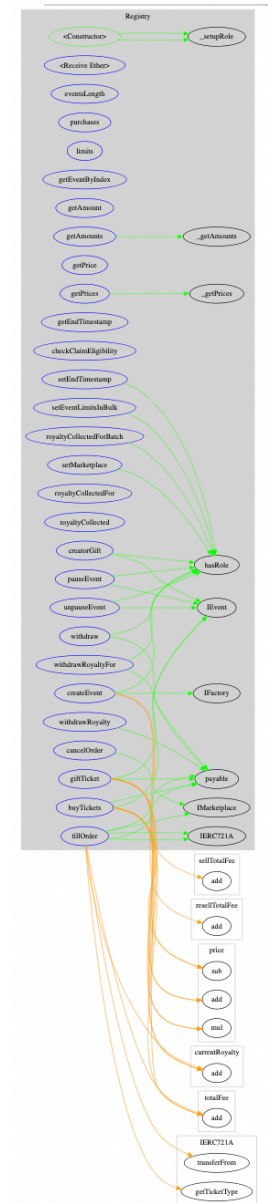 Registry
<Constructor>
_setupRole
<Receive Ether>
eventsLength
purchases
limits
getEventByIndex
getAmount
getAmounts
_getAmounts
getPrice
getPrices
_getPrices
getEndTimestamp
checkClaimEligibility
setEndTimestamp
setEventLimitsInBulk
royaltyCollectedForBatch
setMarketplace
royaltyCollectedFor
royaltyCollected
creatorGift
hasRole
pauseEvent
unpauseEvent
IEvent
withdraw
withdrawRoyaltyFor
createEvent
IFactory
withdrawRoyalty
cancelOrder
giftTicket
payable
buyTickets
IMarketplace
fillOrder
IERC721A
sellTotalFee
add
resellTotalFee
add
price
sub
add
mul
currentRoyalty
add
totalFee
add
IERC721A
transferFrom
getTicketType